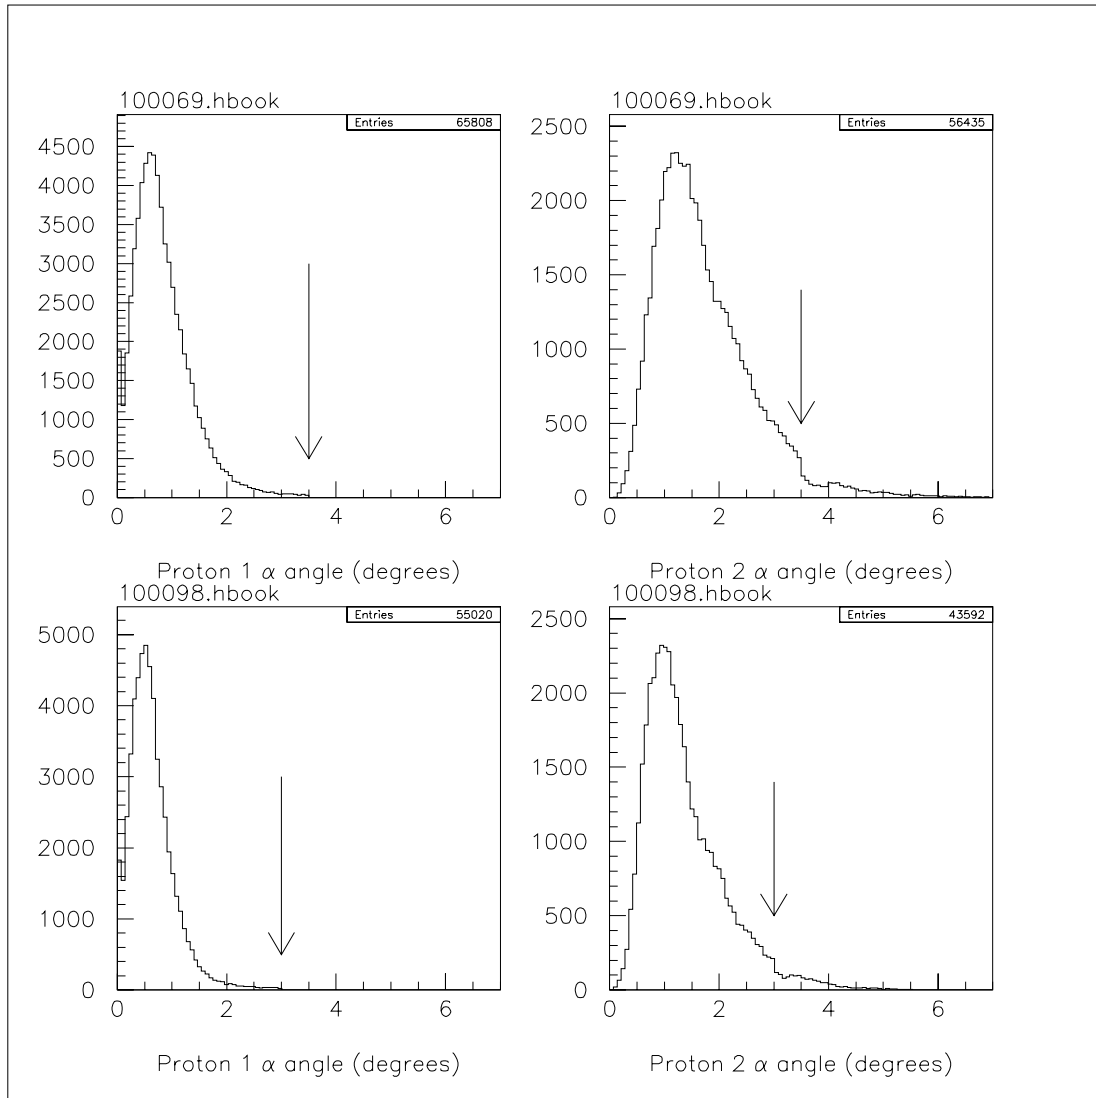 100069.hbook
Entries 65808
4500
4000
3500
3000
2500
2000
1500
1000
500
0
0 2 4 6
Proton 1 α angle (degrees)
100069.hbook
Entries 56435
2500
2000
1500
1000
500
0
0 2 4 6
Proton 2 α angle (degrees)
100098.hbook
Entries 55020
5000
4000
3000
2000
1000
0
0 2 4 6
Proton 1 α angle (degrees)
100098.hbook
Entries 43592
2500
2000
1500
1000
500
0
0 2 4 6
Proton 2 α angle (degrees)